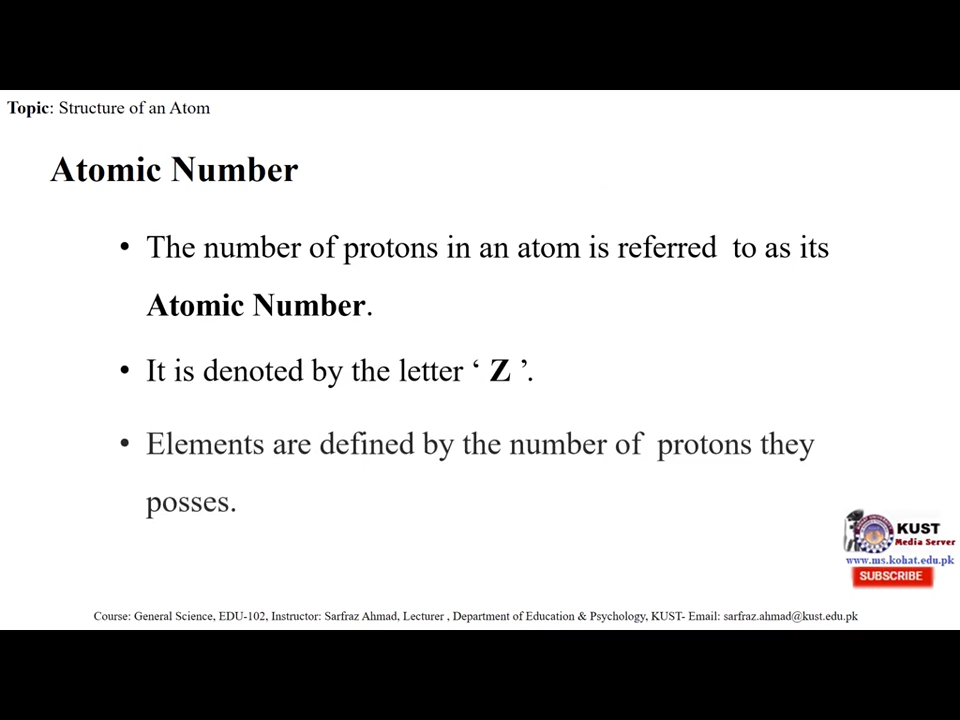 Topic: Structure of an Atom
Atomic Number
• The number of protons in an atom is referred to as its
Atomic Number.
• It is denoted by the letter ‘ Z ’.
• Elements are defined by the number of protons they
posses.
KUST
Media Server
www.ms.kohat.edu.pk
SUBSCRIBE
Course: General Science, EDU-102, Instructor: Sarfraz Ahmad, Lecturer , Department of Education & Psychology, KUST- Email: sarfraz.ahmad@kust.edu.pk